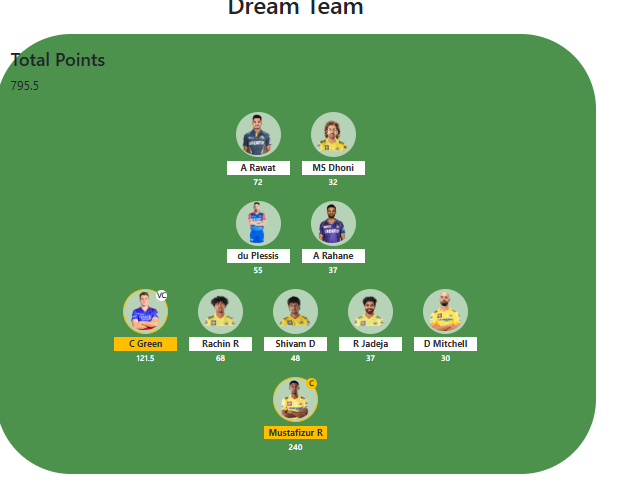 Dream Team
Total Points
795.5
A Rawat
MS Dhoni
72
32
du Plessis
A Rahane
55
37
VC
C Green
Rachin R
Shivam D
R Jadeja
D Mitchell
121.5
68
48
37
30
C
Mustafizur R
240